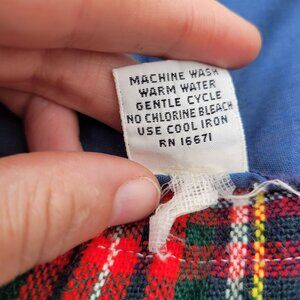 MACHINE WASH
WARM WATER
GENTLE CYCLE
NO CHLORINE BLEACH
USE COOL IRON
RN 16671